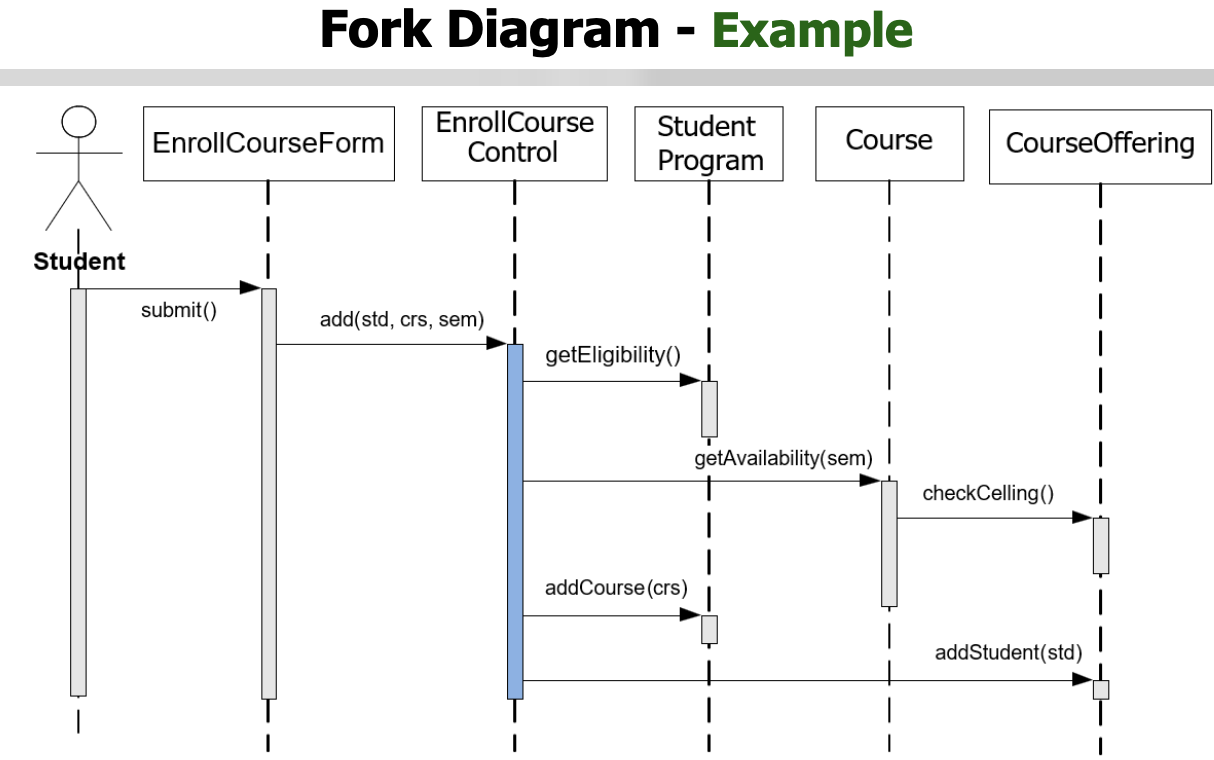 Fork Diagram - Example
EnrollCourseForm
EnrollCourse
Control
Student
Program
Course
CourseOffering
Student
submit()
add(std, crs, sem)
getEligibility()
getAvailability(sem)
checkCelling()
addCourse(crs)
addStudent(std)